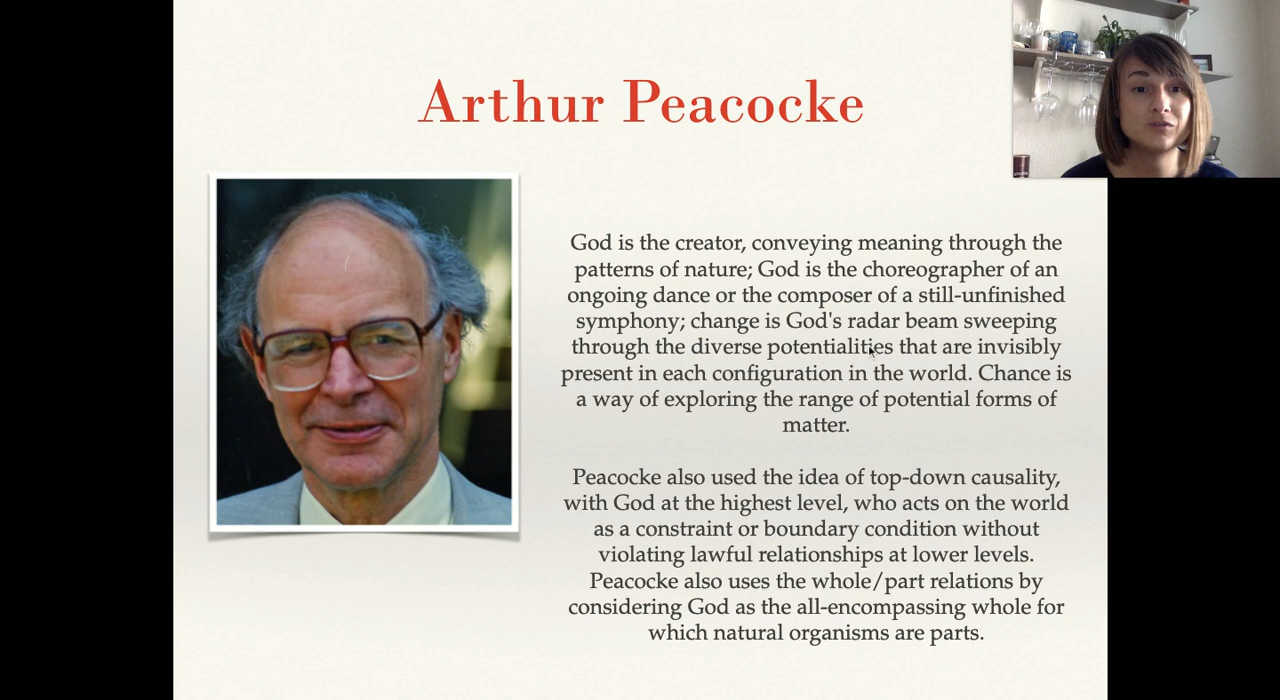 Arthur Peacocke
God is the creator, conveying meaning through the
patterns of nature; God is the choreographer of an
ongoing dance or the composer of a still-unfinished
symphony; change is God's radar beam sweeping
through the diverse potentialities that are invisibly
present in each configuration in the world. Chance is
a way of exploring the range of potential forms of
matter.
Peacocke also used the idea of top-down causality,
with God at the highest level, who acts on the world
as a constraint or boundary condition without
violating lawful relationships at lower levels.
Peacocke also uses the whole/part relations by
considering God as the all-encompassing whole for
which natural organisms are parts.